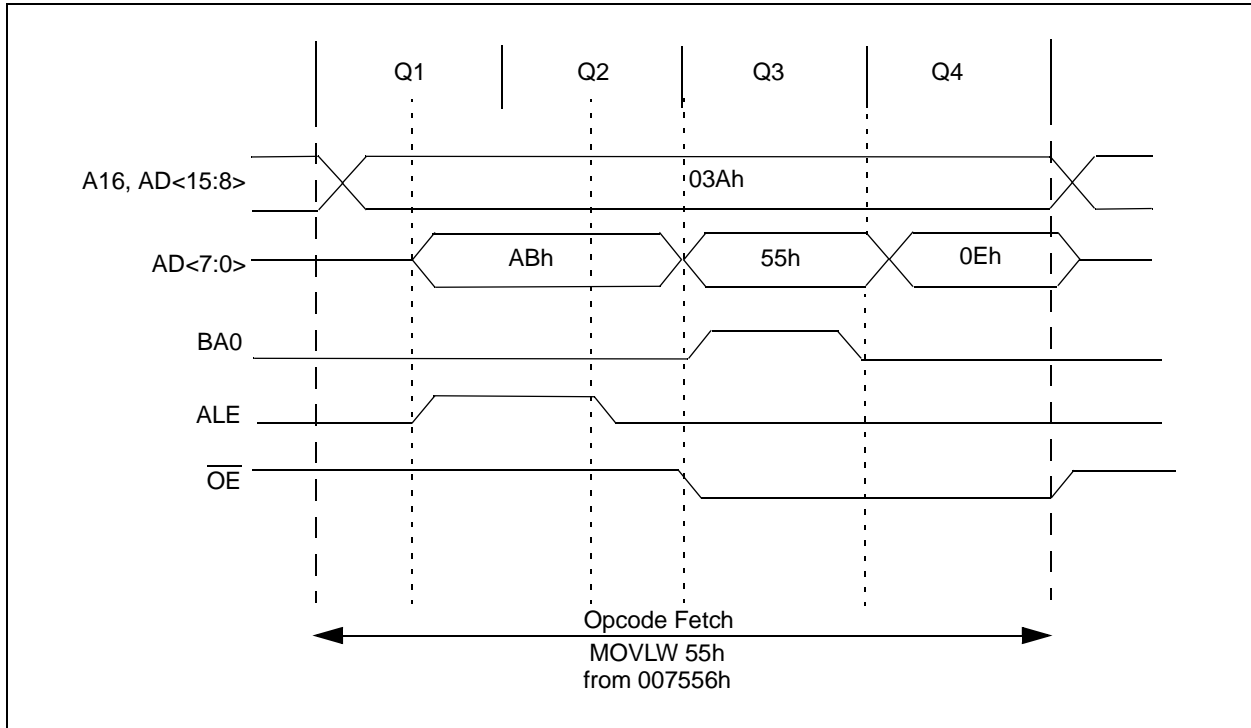 Q1 Q2 Q3 Q4
A16, AD<15:8> 03Ah
AD<7:0> ABh 55h 0Eh
BA0
ALE
OE
Opcode Fetch
MOVLW 55h
from 007556h